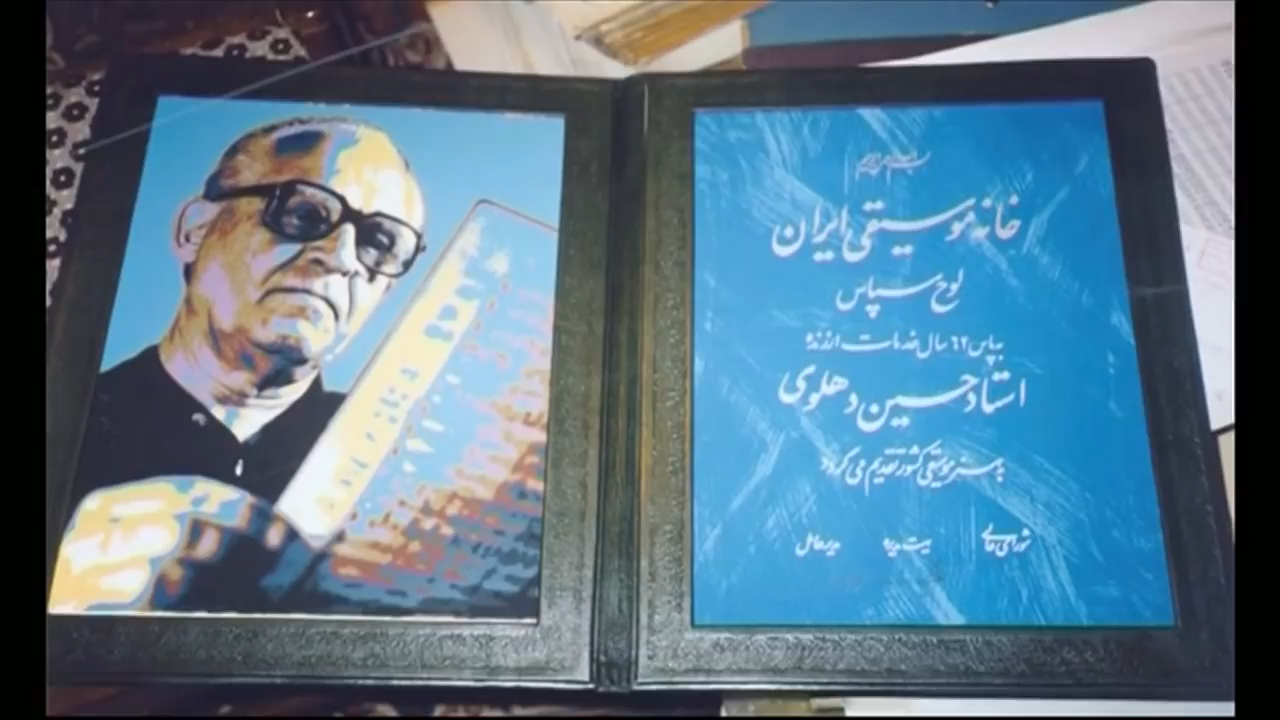 بسم الله الرحمن الرحیم
خانه موسیقی ایران
لوح سپاس
بپاس ۶۲ سال خدمات ارزنده
استاد حسین دهلوی
به هنر موسیقی کشور تقدیم می گردد
شورای عالی هیئت مدیره مدیرعامل